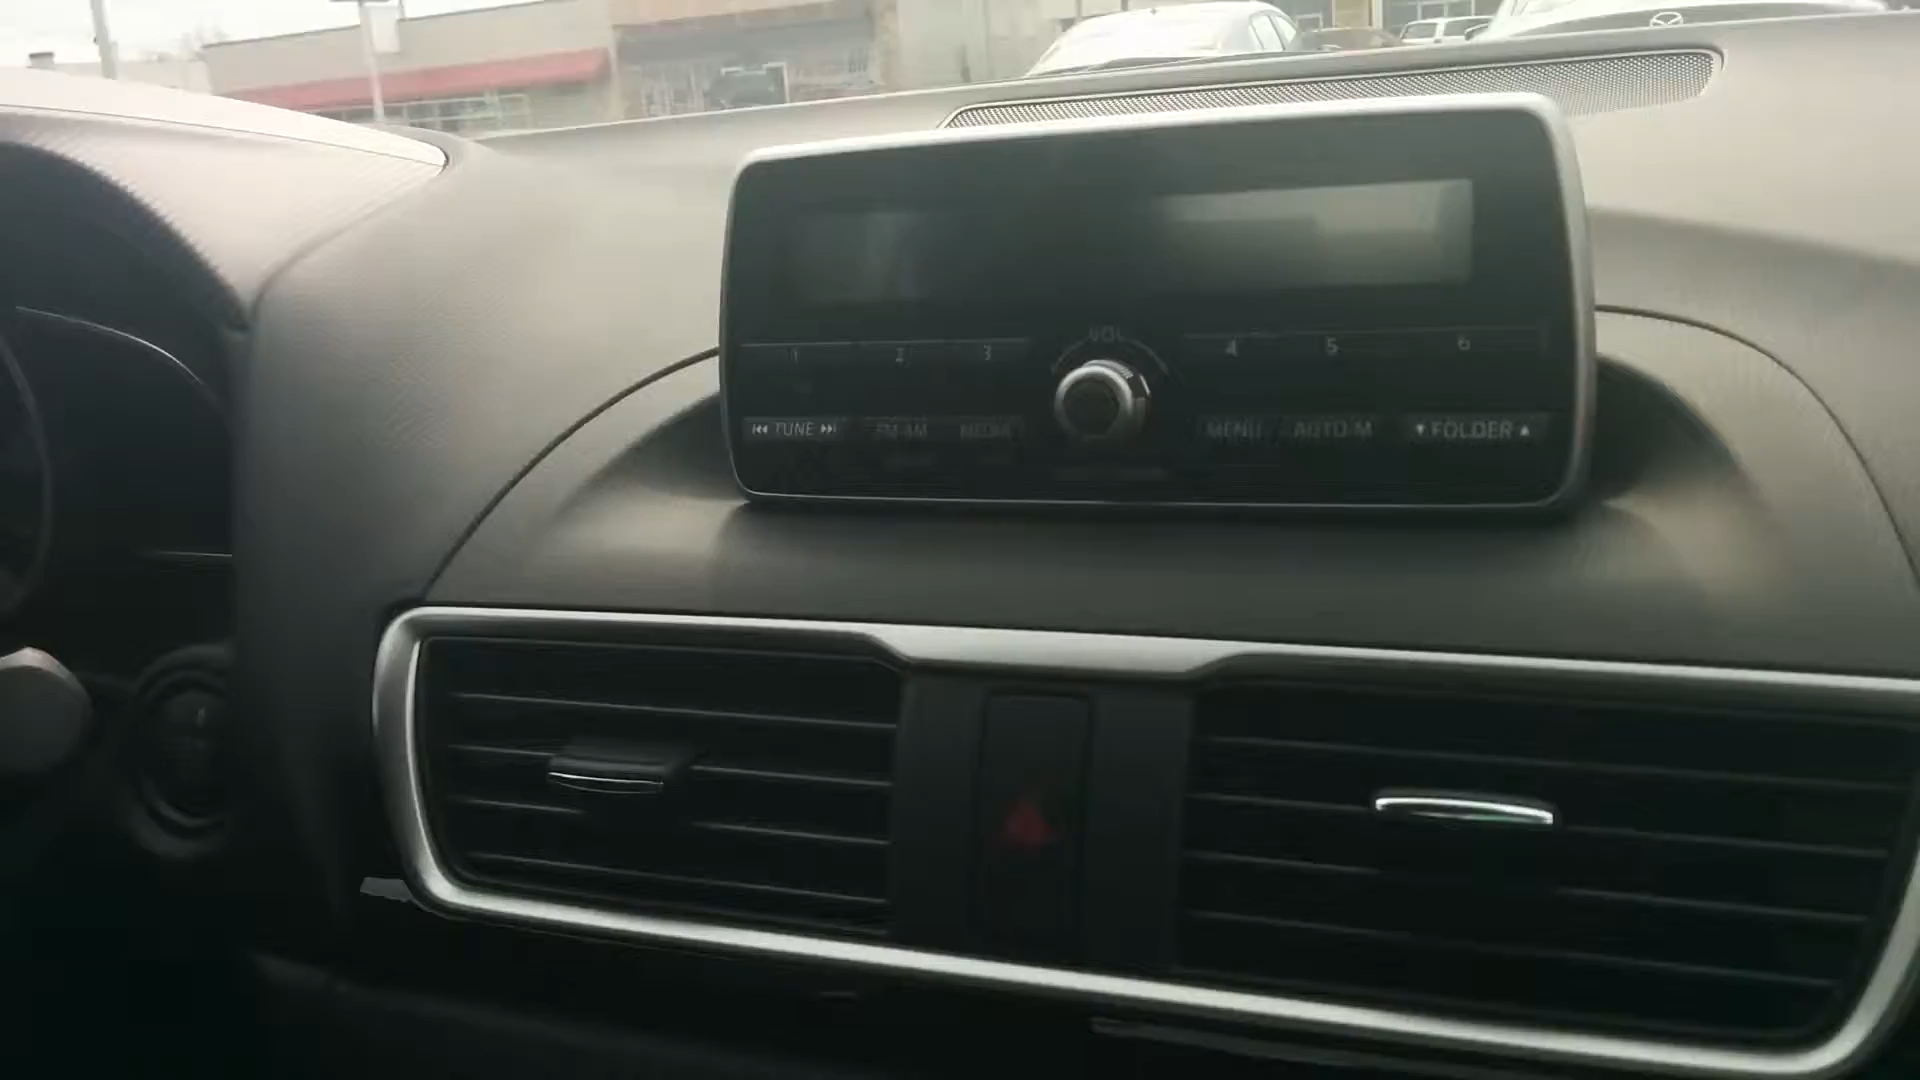 VOL
1 2 3 4 5 6
⏮ TUNE ⏭ FM/AM MEDIA MENU AUTO-M ▼ FOLDER ▲